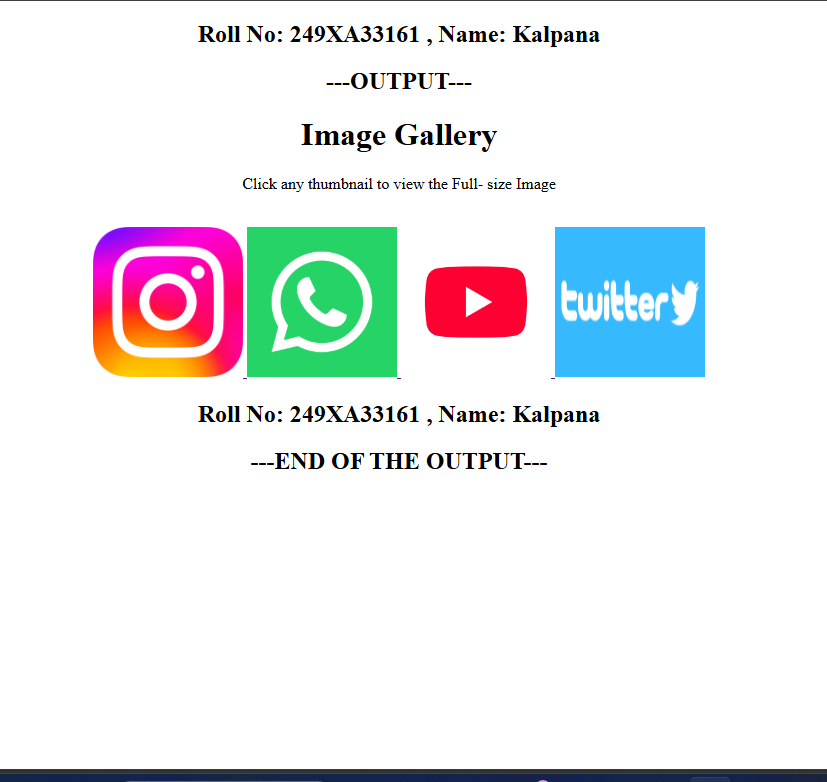 Roll No: 249XA33161 , Name: Kalpana
---OUTPUT---
Image Gallery
Click any thumbnail to view the Full- size Image
twitter
Roll No: 249XA33161 , Name: Kalpana
---END OF THE OUTPUT---